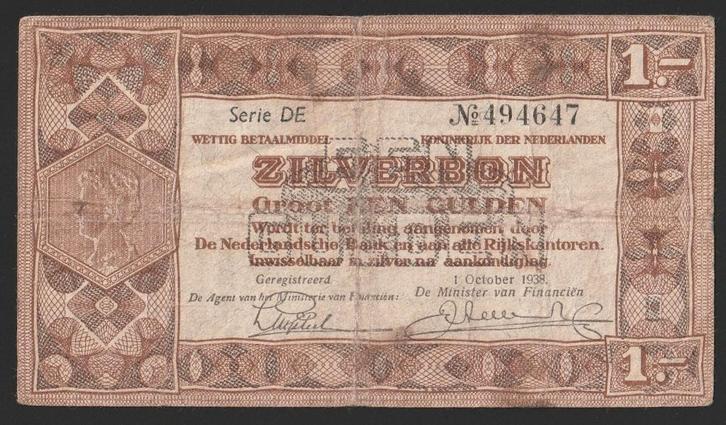 1.-
Serie DE № 494647
WETTIG BETAALMIDDEL KONINKRIJK DER NEDERLANDEN
ZILVERBON
Groot EEN GULDEN
Wordt ter betaling aangenomen door
De Nederlandsche Bank en aan alle Rijkskantoren.
Inwisselbaar in zilver na aankondiging.
Geregistreerd 1 October 1938.
De Agent van het Ministerie van Financiën: De Minister van Financiën
1.-